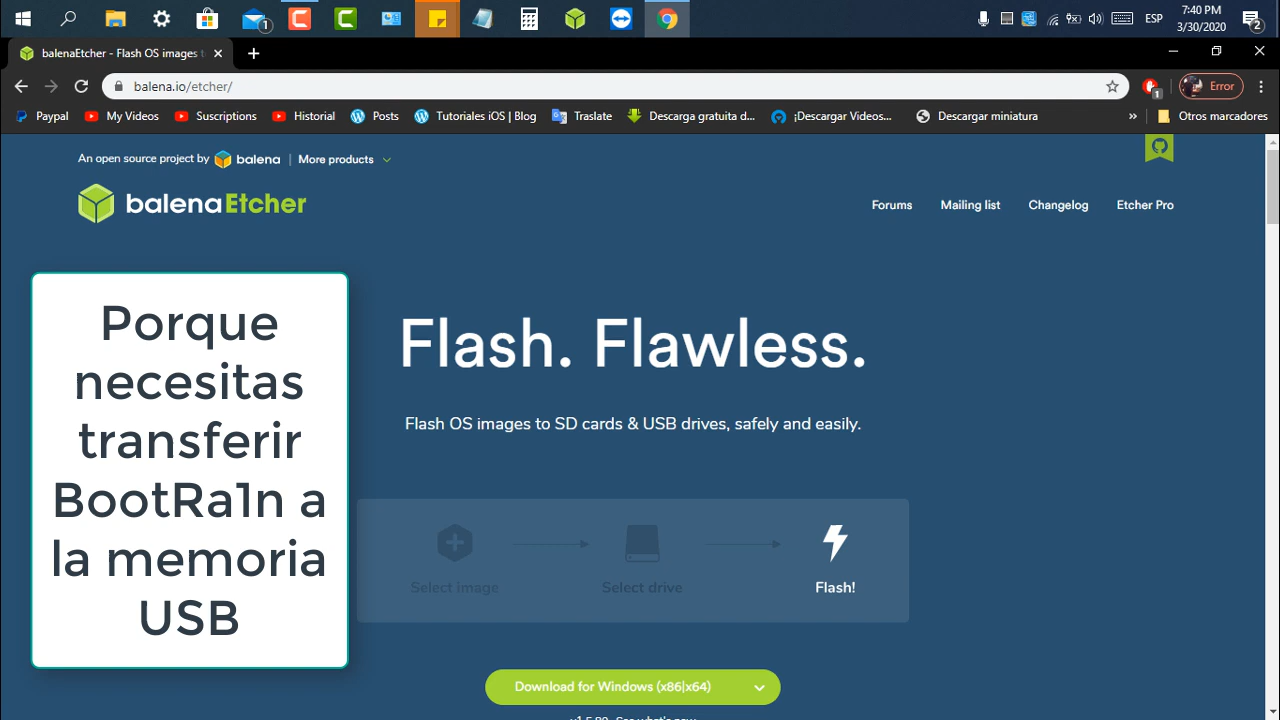 1
ESP
7:40 PM
3/30/2020
2
balenaEtcher - Flash OS images t
balena.io/etcher/
1
Error
Paypal
My Videos
Suscriptions
Historial
Posts
Tutoriales iOS | Blog
Traslate
Descarga gratuita d...
¡Descargar Videos...
Descargar miniatura
»
Otros marcadores
An open source project by balena | More products
balenaEtcher
Forums
Mailing list
Changelog
Etcher Pro
Porque
necesitas
transferir
BootRa1n a
la memoria
USB
Flash. Flawless.
Flash OS images to SD cards & USB drives, safely and easily.
Select image
Select drive
Flash!
Download for Windows (x86|x64)